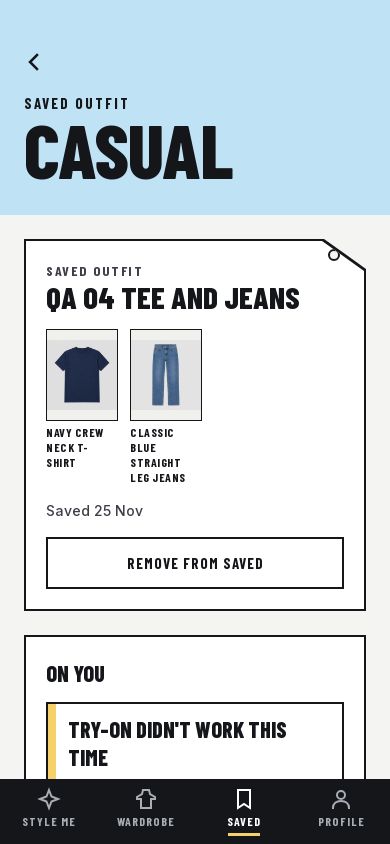 SAVED OUTFIT
CASUAL
SAVED OUTFIT
QA 04 TEE AND JEANS
NAVY CREW
NECK T-
SHIRT
CLASSIC
BLUE
STRAIGHT
LEG JEANS
Saved 25 Nov
REMOVE FROM SAVED
ON YOU
TRY-ON DIDN'T WORK THIS
TIME
STYLE ME
WARDROBE
SAVED
PROFILE